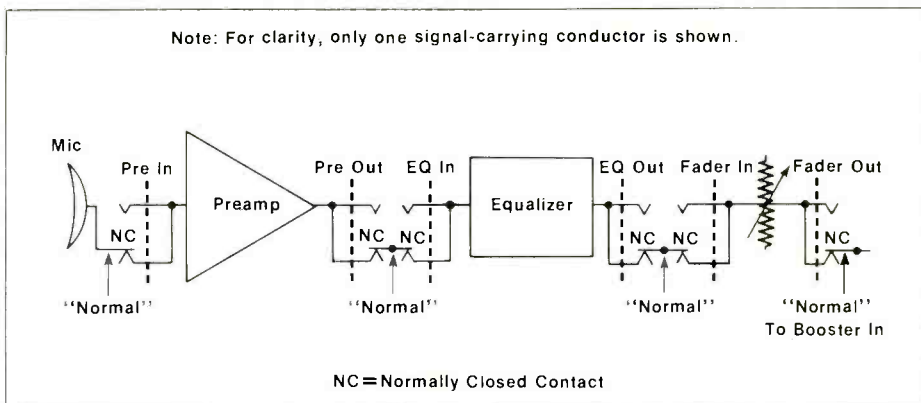 Note: For clarity, only one signal-carrying conductor is shown.
Mic
Pre In
Preamp
Pre Out
EQ In
Equalizer
EQ Out
Fader In
Fader Out
NC
NC
NC
NC
NC
NC
"Normal"
"Normal"
"Normal"
"Normal"
To Booster In
NC=Normally Closed Contact